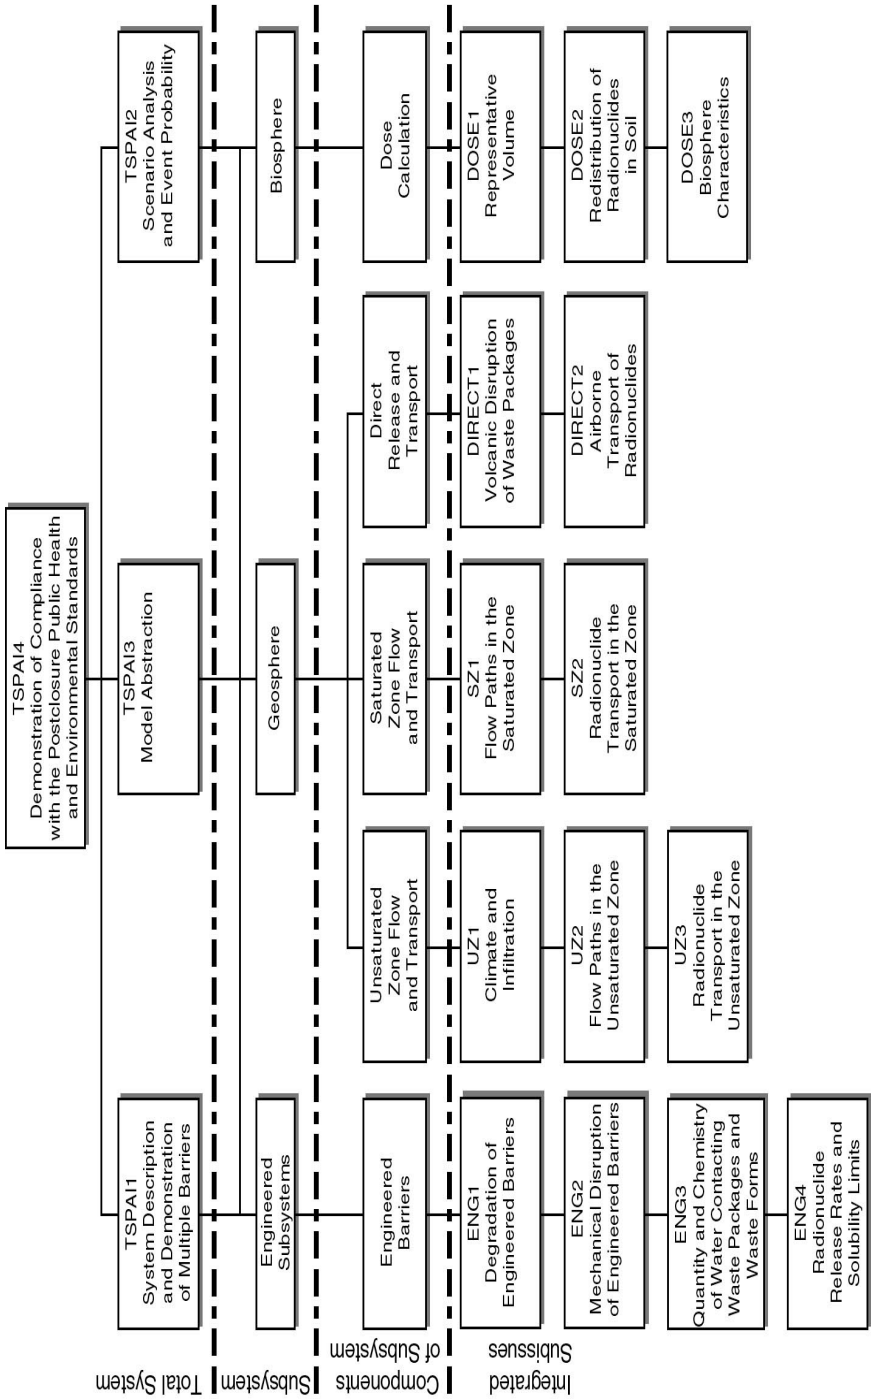 TSPAI4
Demonstration of Compliance
with the Postclosure Public Health
and Environmental Standards
Total System
TSPAI1
System Description
and Demonstration
of Multiple Barriers
TSPAI3
Model Abstraction
TSPAI2
Scenario Analysis
and Event Probability
Subsystem
Engineered
Subsystems
Geosphere
Biosphere
Components
of Subsystem
Engineered
Barriers
Unsaturated
Zone Flow
and Transport
Saturated
Zone Flow
and Transport
Direct
Release and
Transport
Dose
Calculation
Integrated
Subissues
ENG1
Degradation of
Engineered Barriers
UZ1
Climate and
Infiltration
SZ1
Flow Paths in the
Saturated Zone
DIRECT1
Volcanic Disruption
of Waste Packages
DOSE1
Representative
Volume
ENG2
Mechanical Disruption
of Engineered Barriers
UZ2
Flow Paths in the
Unsaturated Zone
SZ2
Radionuclide
Transport in the
Saturated Zone
DIRECT2
Airborne
Transport of
Radionuclides
DOSE2
Redistribution of
Radionuclides
in Soil
ENG3
Quantity and Chemistry
of Water Contacting
Waste Packages and
Waste Forms
UZ3
Radionuclide
Transport in the
Unsaturated Zone
DOSE3
Biosphere
Characteristics
ENG4
Radionuclide
Release Rates and
Solubility Limits